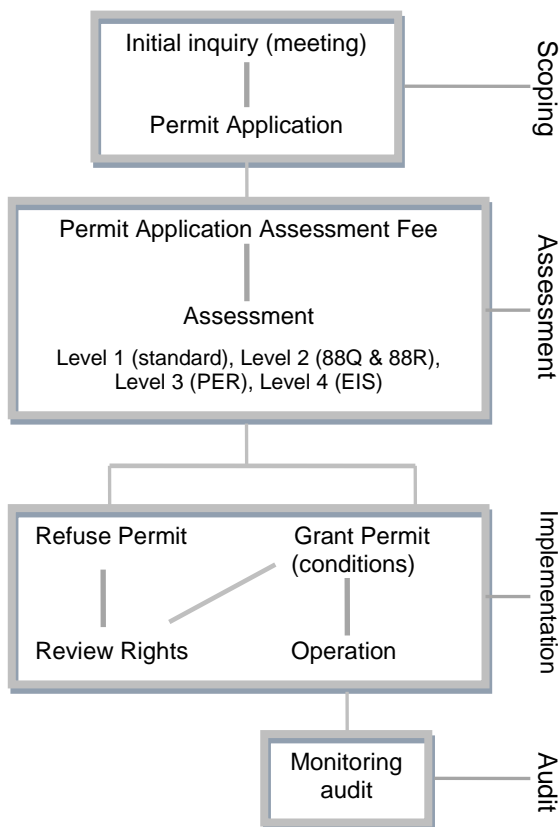 Initial inquiry (meeting)
Permit Application
Scoping
Permit Application Assessment Fee
Assessment
Level 1 (standard), Level 2 (88Q & 88R),
Level 3 (PER), Level 4 (EIS)
Assessment
Refuse Permit
Grant Permit
(conditions)
Review Rights
Operation
Implementation
Monitoring
audit
Audit